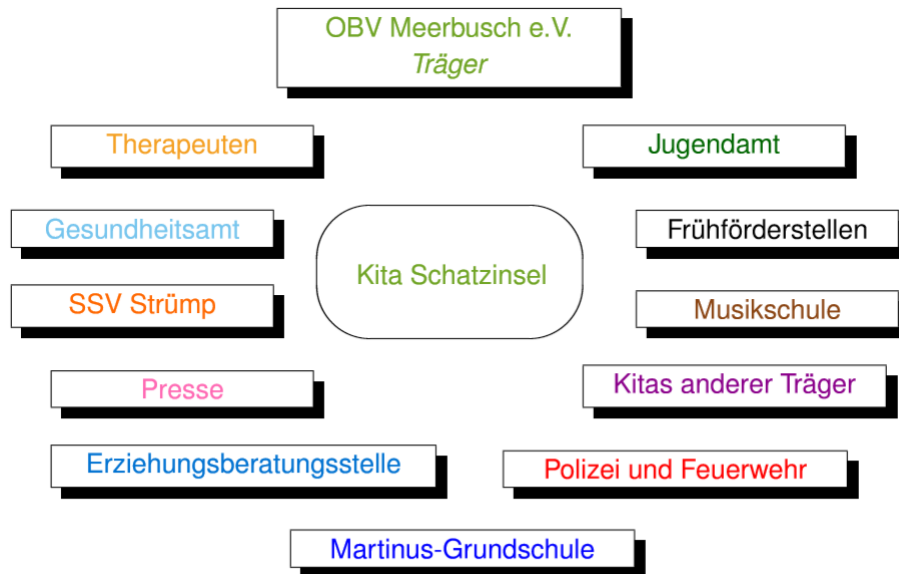 OBV Meerbusch e.V.
Träger
Therapeuten
Jugendamt
Gesundheitsamt
Frühförderstellen
Kita Schatzinsel
SSV Strümp
Musikschule
Presse
Kitas anderer Träger
Erziehungsberatungsstelle
Polizei und Feuerwehr
Martinus-Grundschule